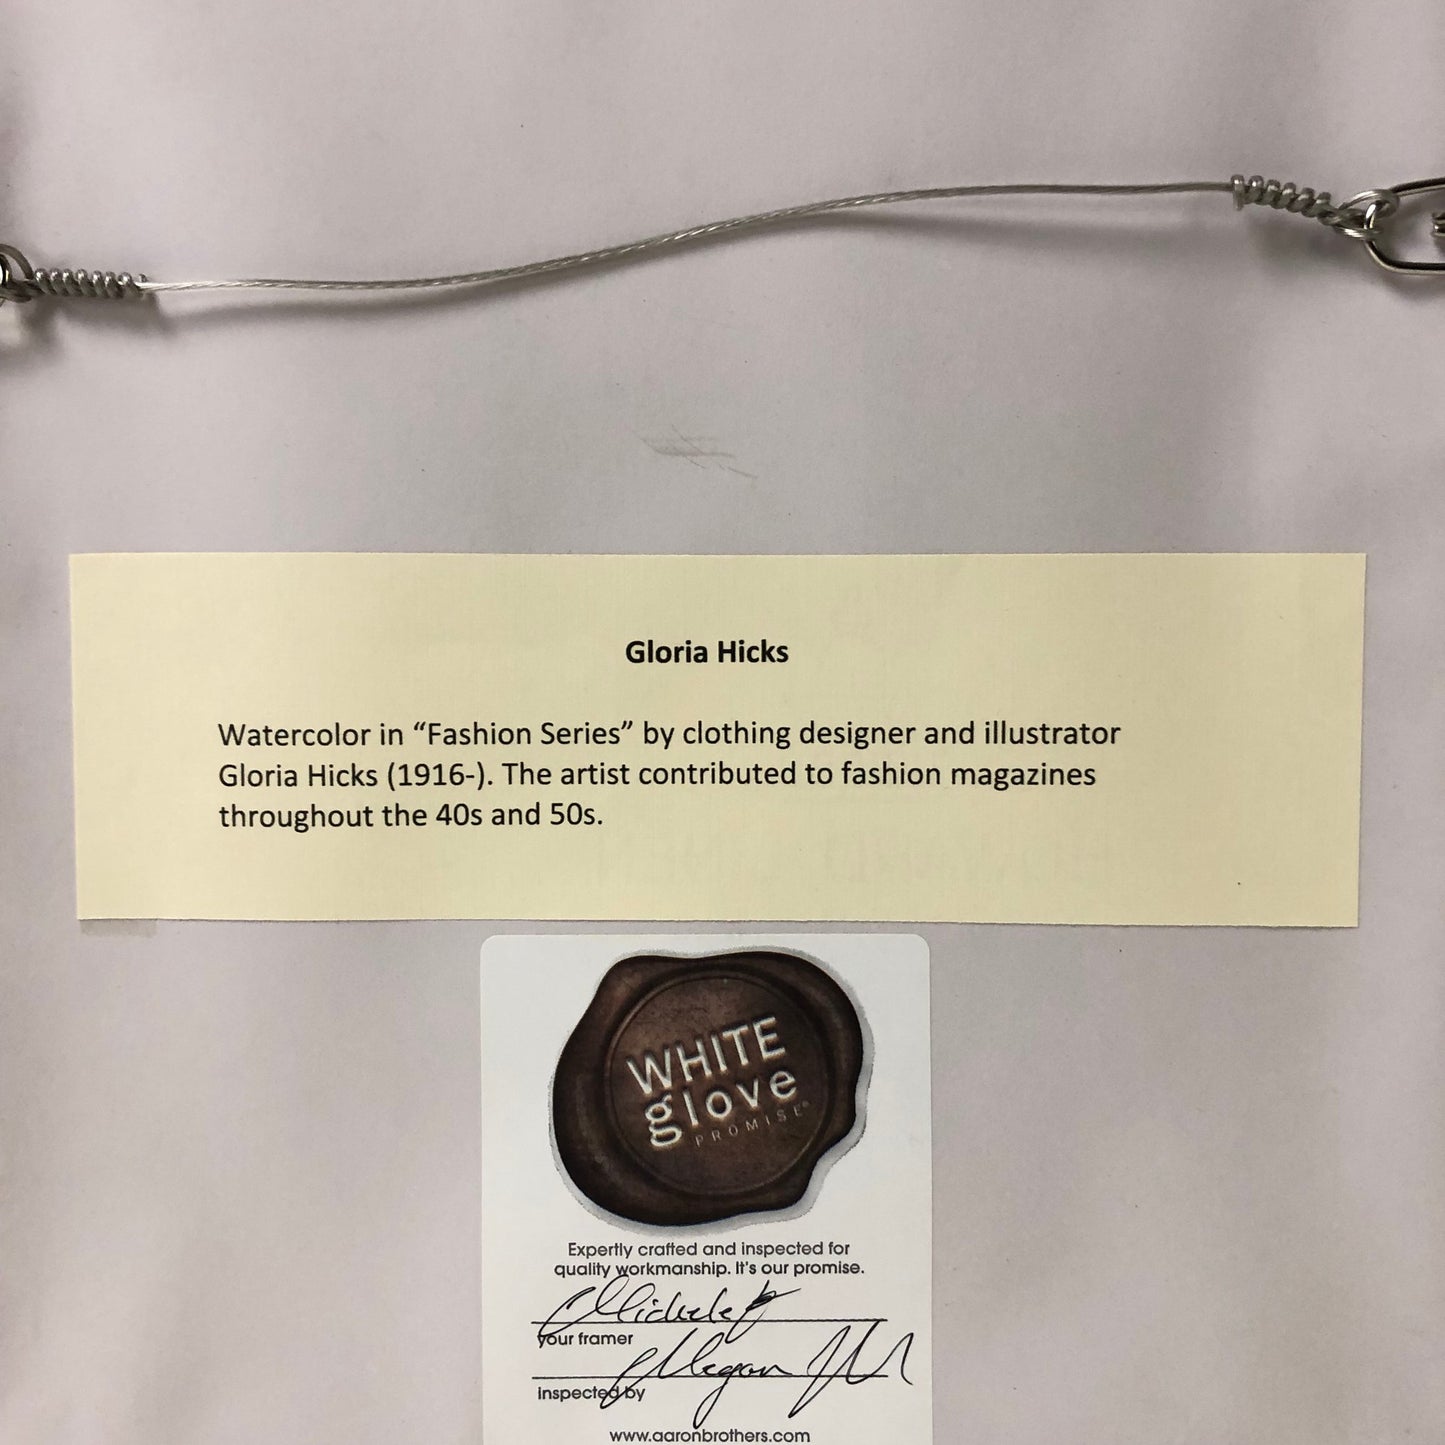 Gloria Hicks
Watercolor in “Fashion Series” by clothing designer and illustrator
Gloria Hicks (1916-). The artist contributed to fashion magazines
throughout the 40s and 50s.
WHITE
glove
PROMISE®
Expertly crafted and inspected for
quality workmanship. It's our promise.
your framer
Megan
inspected by
www.aaronbrothers.com